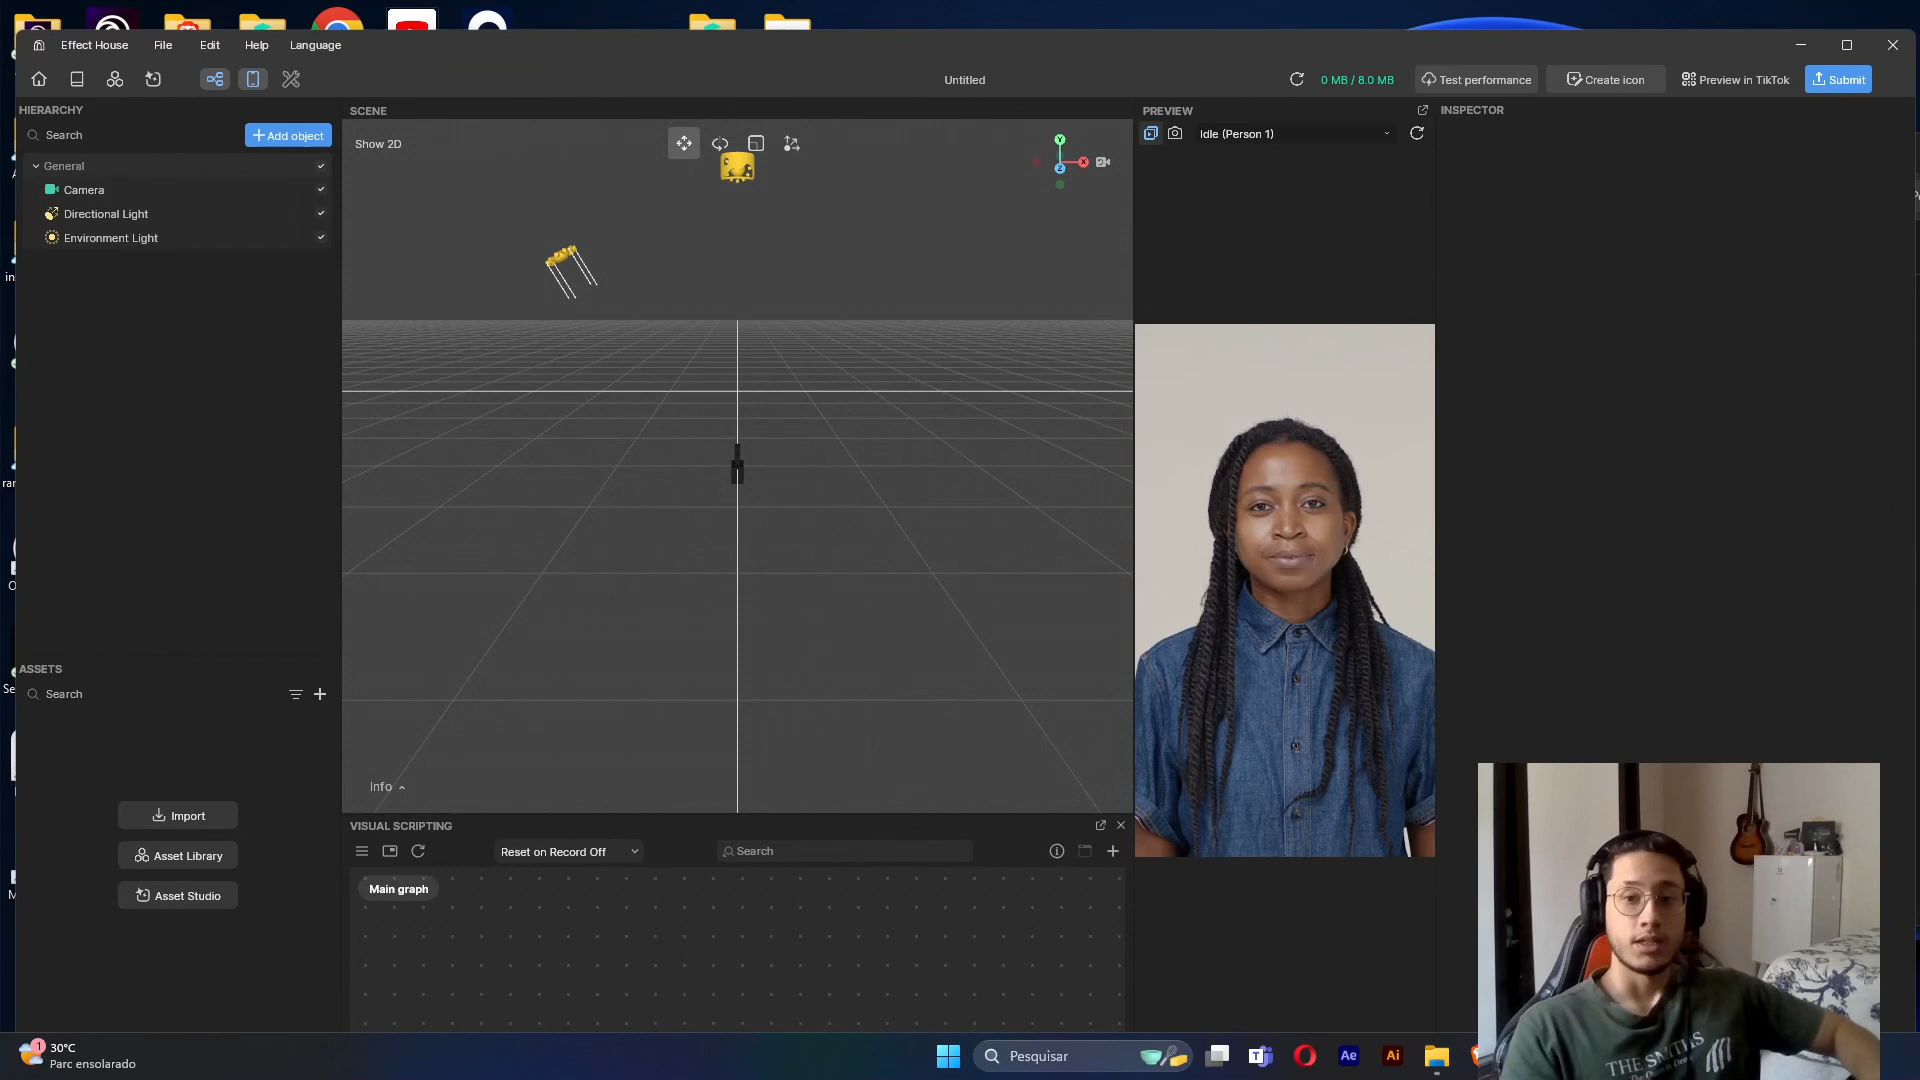 Effect House
File
Edit
Help
Language
Untitled
0 MB / 8.0 MB
Test performance
Create icon
Preview in TikTok
Submit
HIERARCHY
Search
Add object
General
Camera
Directional Light
Environment Light
SCENE
Show 2D
Y
X
Z
Info
PREVIEW
Idle (Person 1)
INSPECTOR
ASSETS
Search
Import
Asset Library
Asset Studio
VISUAL SCRIPTING
Reset on Record Off
Search
Main graph
THE SMITHS
1
30°C
Parc ensolarado
Pesquisar
Ae
Ai